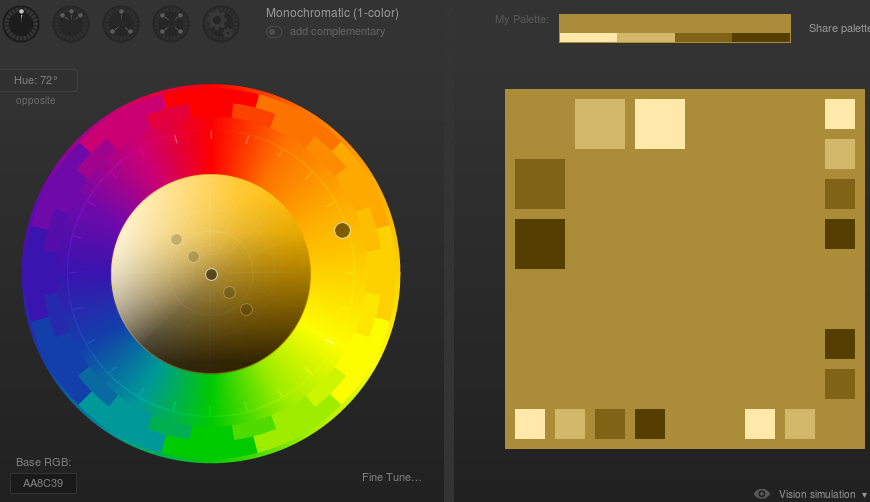 Monochromatic (1-color)
add complementary
My Palette:
Share palette
Hue: 72°
opposite
Base RGB:
AA8C39
Fine Tune...
Vision simulation ▾